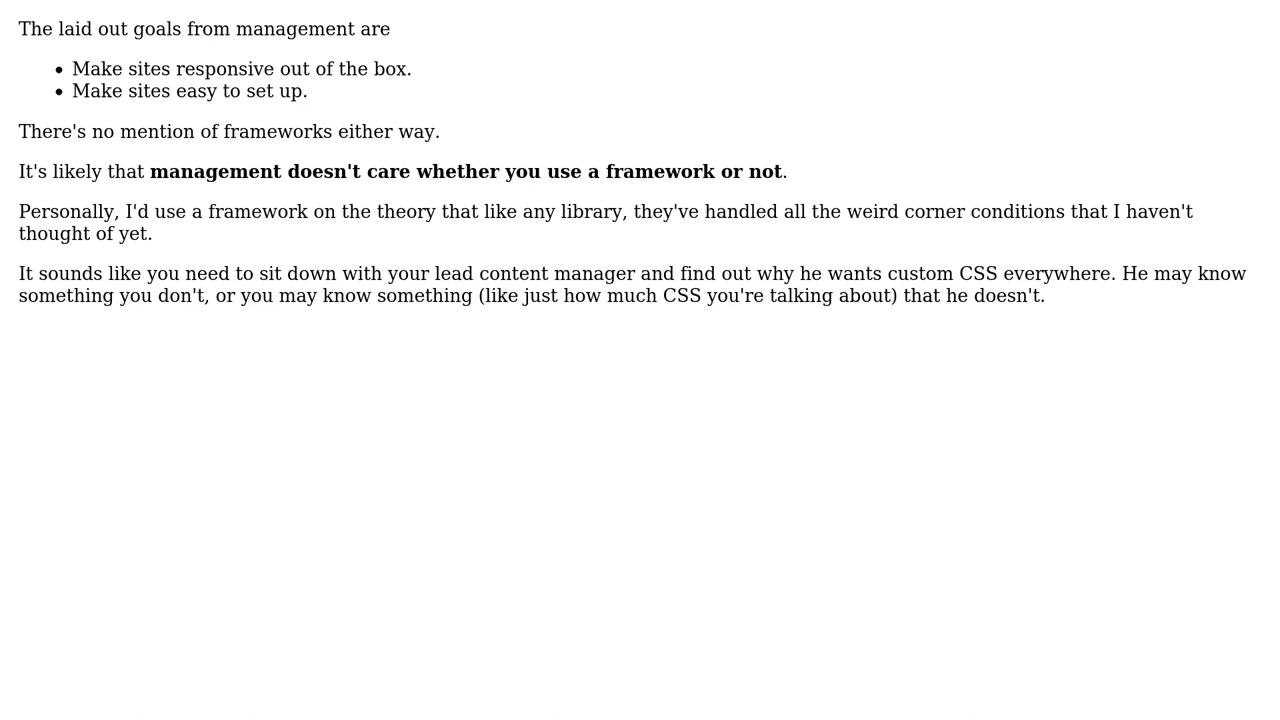 The laid out goals from management are
• Make sites responsive out of the box.
• Make sites easy to set up.
There's no mention of frameworks either way.
It's likely that management doesn't care whether you use a framework or not.
Personally, I'd use a framework on the theory that like any library, they've handled all the weird corner conditions that I haven't
thought of yet.
It sounds like you need to sit down with your lead content manager and find out why he wants custom CSS everywhere. He may know
something you don't, or you may know something (like just how much CSS you're talking about) that he doesn't.